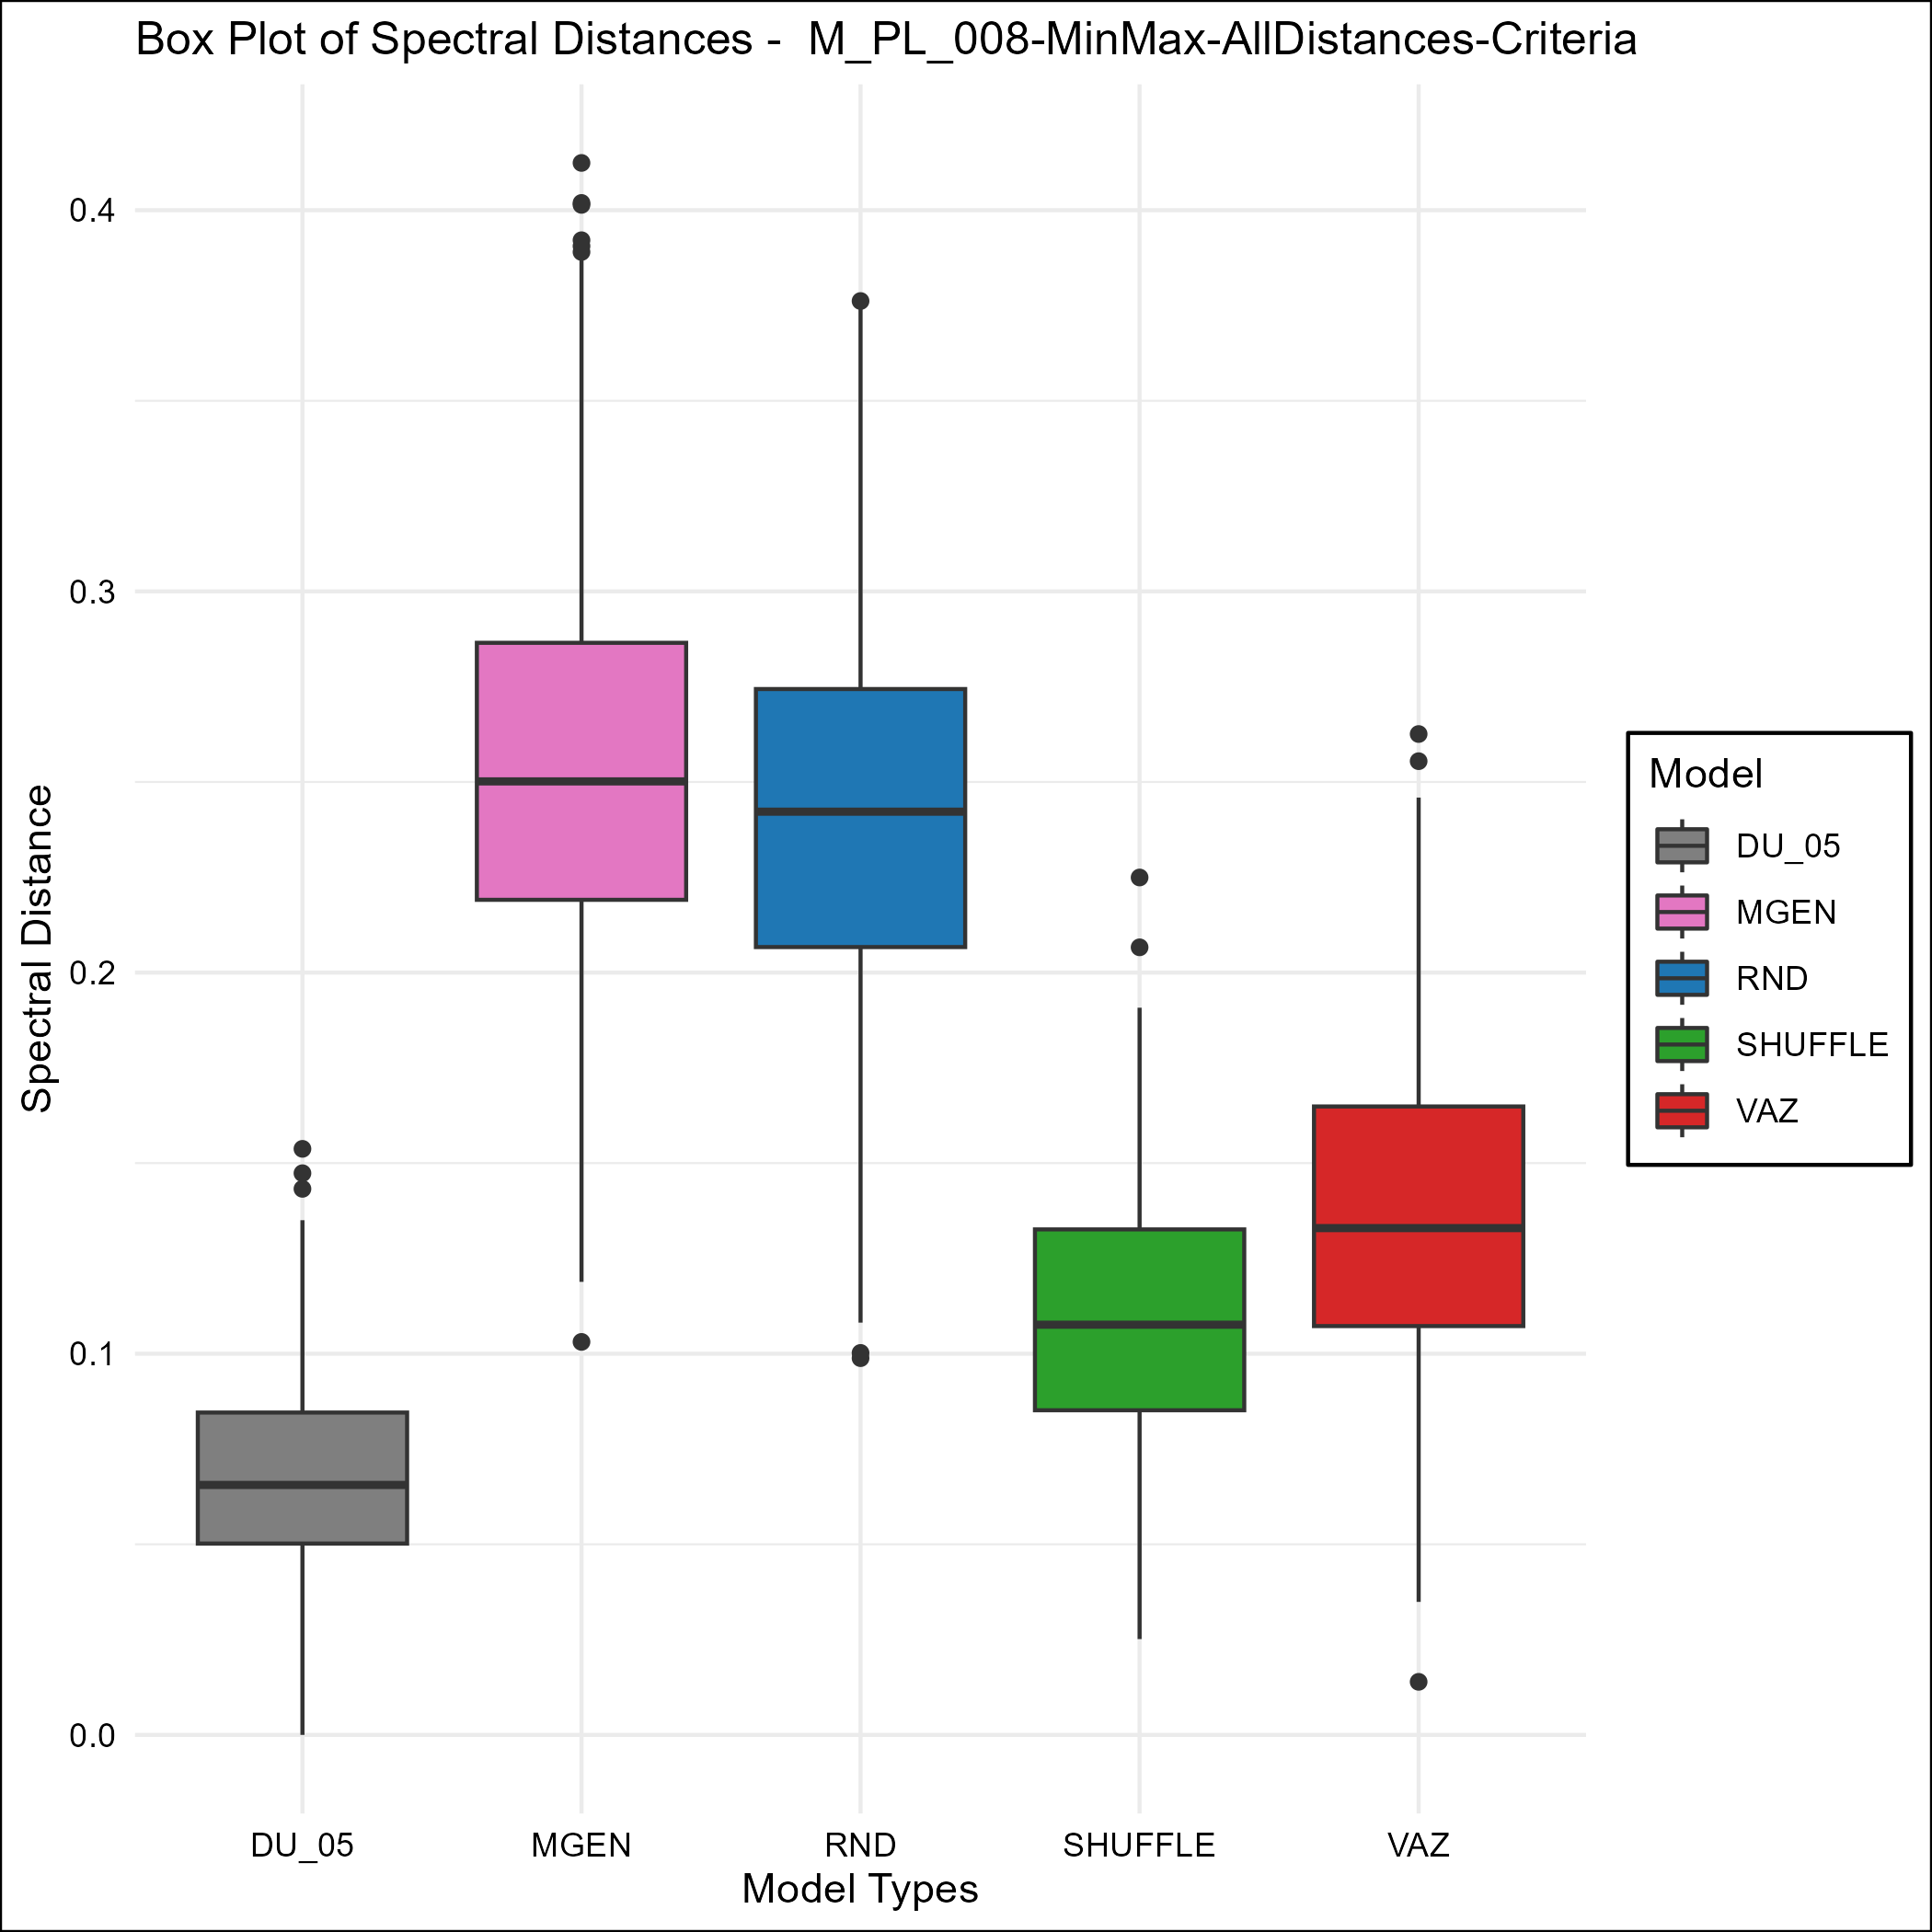 Box Plot of Spectral Distances -  M_PL_008-MinMax-AllDistances-Criteria
Spectral Distance
0.4
0.3
0.2
0.1
0.0
DU_05
MGEN
RND
SHUFFLE
VAZ
Model Types
Model
DU_05
MGEN
RND
SHUFFLE
VAZ